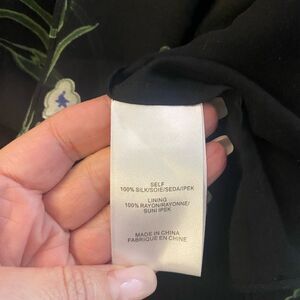 SELF
100% SILK/SOIE/SEDA/IPEK
LINING
100% RAYON/RAYONNE/
SUNI IPEK
MADE IN CHINA
FABRIQUE EN CHINE